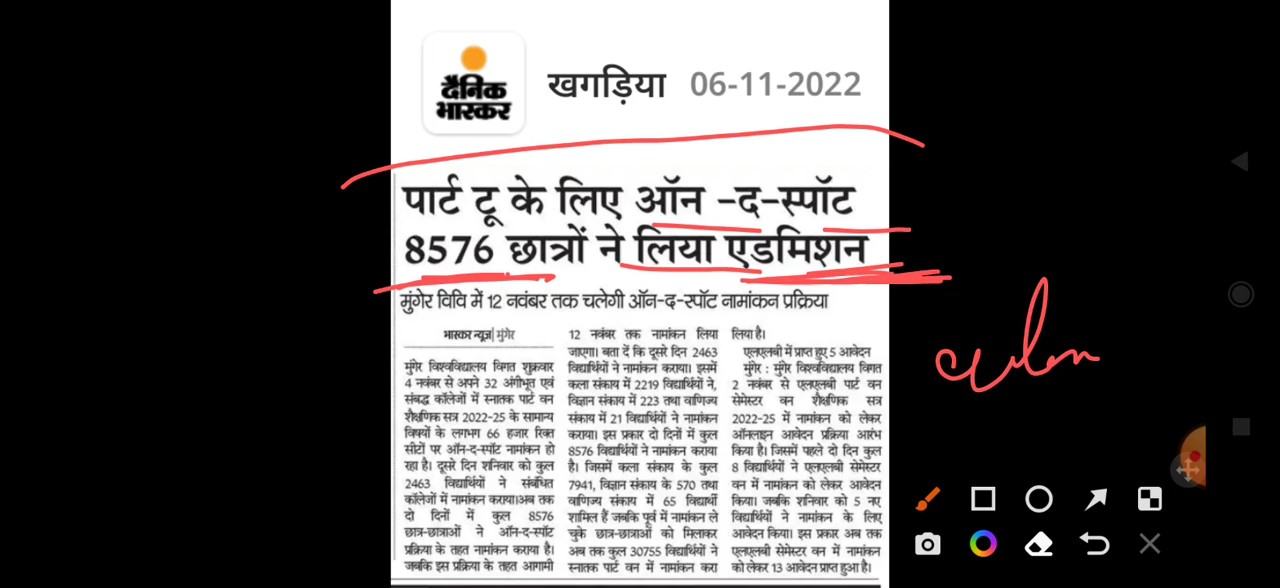 दैनिक
भास्कर
खगड़िया 06-11-2022
पार्ट टू के लिए ऑन -द-स्पॉट
8576 छात्रों ने लिया एडमिशन
मुंगेर विवि में 12 नवंबर तक चलेगी ऑन-द-स्पॉट नामांकन प्रक्रिया
भास्कर न्यूज| मुंगेर
मुंगेर विश्वविद्यालय विगत शुक्रवार
4 नवंबर से अपने 32 अंगीभूत एवं
संबद्ध कॉलेजों में स्नातक पार्ट वन
शैक्षणिक सत्र 2022-25 के सामान्य
विषयों के लगभग 66 हजार रिक्त
सीटों पर ऑन-द-स्पॉट नामांकन हो
रहा है। दूसरे दिन शनिवार को कुल
2463 विद्यार्थियों ने संबंधित
कॉलेजों में नामांकन कराया।अब तक
दो दिनों में कुल 8576
छात्र-छात्राओं ने ऑन-द-स्पॉट
प्रक्रिया के तहत नामांकन कराया है।
जबकि इस प्रक्रिया के तहत आगामी
12 नवंबर तक नामांकन लिया
जाएगा। बता दें कि दूसरे दिन 2463
विद्यार्थियों ने नामांकन कराया। इसमें
कला संकाय में 2219 विद्यार्थियों ने,
विज्ञान संकाय में 223 तथा वाणिज्य
संकाय में 21 विद्यार्थियों ने नामांकन
कराया। इस प्रकार दो दिनों में कुल
8576 विद्यार्थियों ने नामांकन कराया
है। जिसमें कला संकाय के कुल
7941, विज्ञान संकाय के 570 तथा
वाणिज्य संकाय में 65 विद्यार्थी
शामिल हैं जबकि पूर्व में नामांकन ले
चुके छात्र-छात्राओं को मिलाकर
अब तक कुल 30755 विद्यार्थियों ने
स्नातक पार्ट वन में नामांकन करा
लिया है।
एलएलबी में प्राप्त हुए 5 आवेदन
मुंगेर : मुंगेर विश्वविद्यालय विगत
2 नवंबर से एलएलबी पार्ट वन
सेमेस्टर वन शैक्षणिक सत्र
2022-25 में नामांकन को लेकर
ऑनलाइन आवेदन प्रक्रिया आरंभ
किया है। जिसमें पहले दो दिन कुल
8 विद्यार्थियों ने एलएलबी सेमेस्टर
वन में नामांकन को लेकर आवेदन
किया। जबकि शनिवार को 5 नए
विद्यार्थियों ने नामांकन के लिए
आवेदन किया। इस प्रकार अब तक
एलएलबी सेमेस्टर वन में नामांकन
को लेकर 13 आवेदन प्राप्त हुआ है।